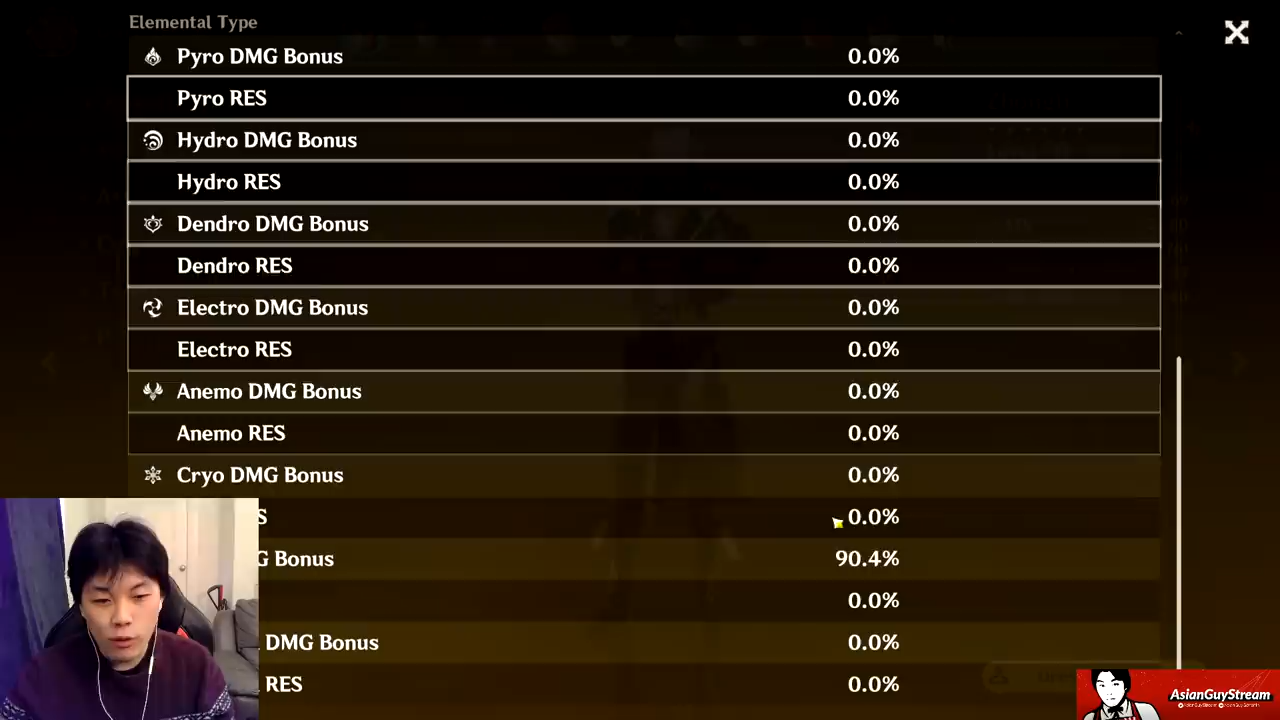 Elemental Type
Pyro DMG Bonus 0.0%
Pyro RES 0.0%
Hydro DMG Bonus 0.0%
Hydro RES 0.0%
Dendro DMG Bonus 0.0%
Dendro RES 0.0%
Electro DMG Bonus 0.0%
Electro RES 0.0%
Anemo DMG Bonus 0.0%
Anemo RES 0.0%
Cryo DMG Bonus 0.0%
S 0.0%
G Bonus 90.4%
0.0%
DMG Bonus 0.0%
RES 0.0%
AsianGuyStream